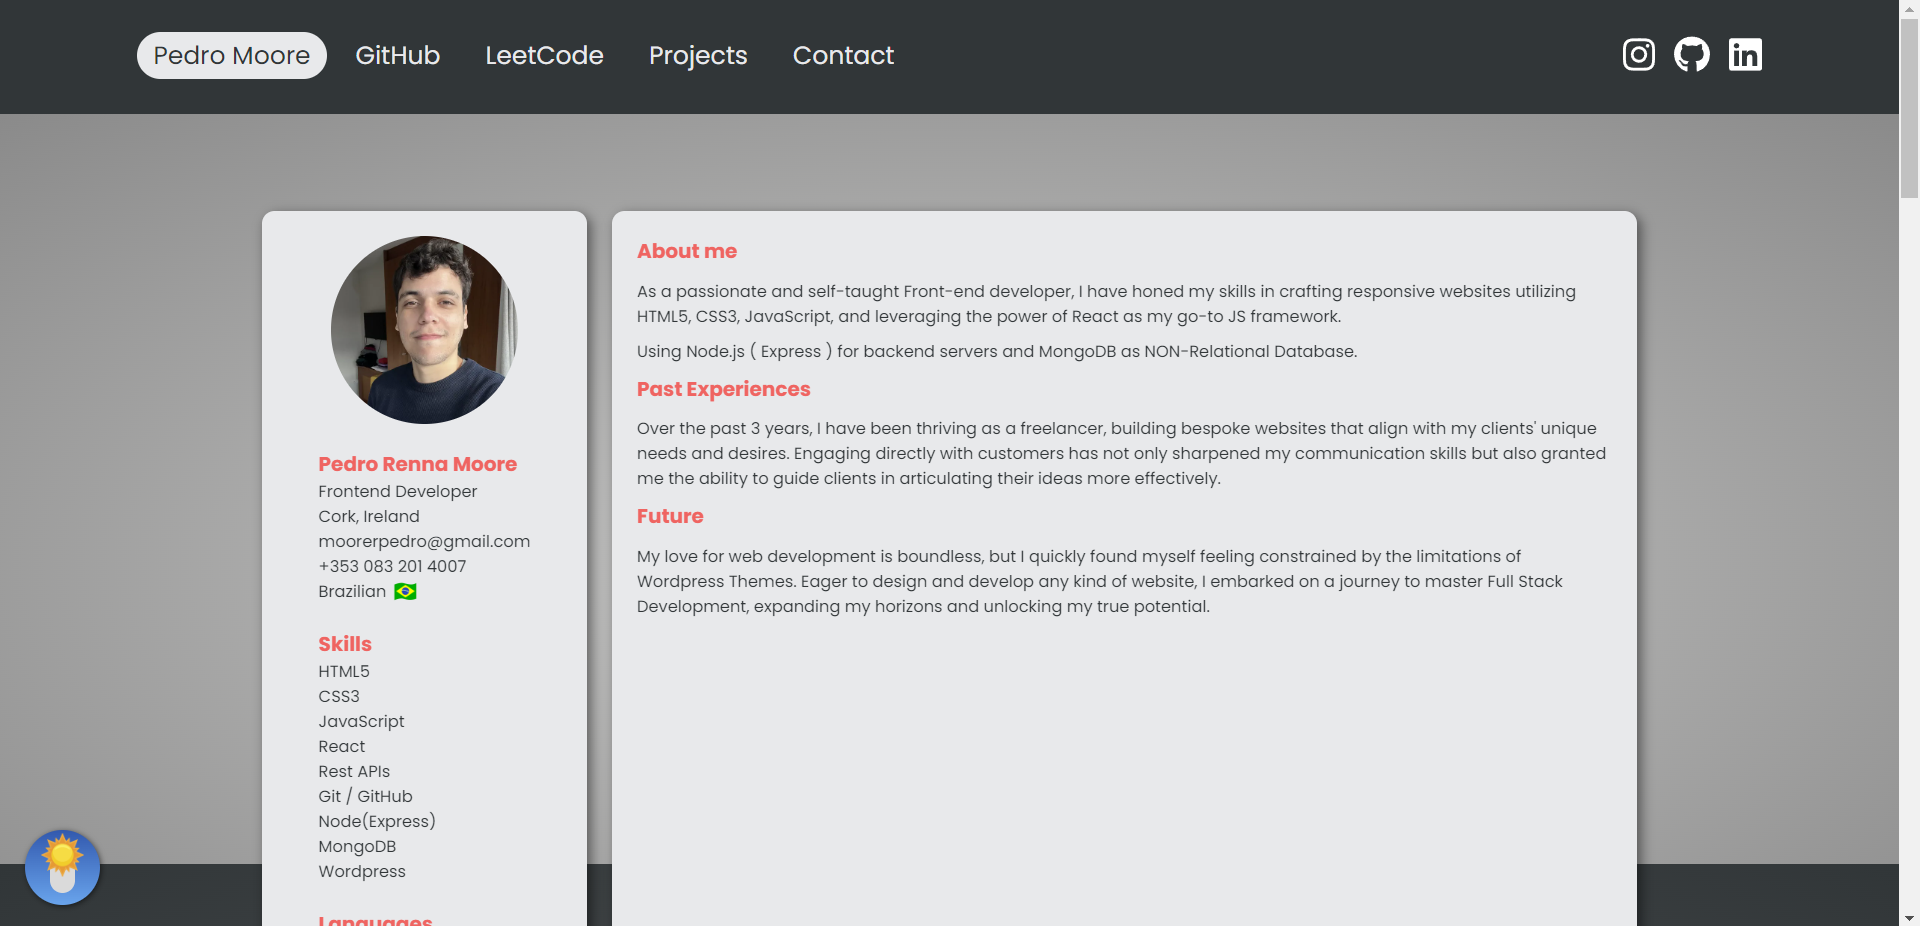 Pedro Moore
GitHub
LeetCode
Projects
Contact
Pedro Renna Moore
Frontend Developer
Cork, Ireland
moorerpedro@gmail.com
+353 083 201 4007
Brazilian
Skills
HTML5
CSS3
JavaScript
React
Rest APIs
Git / GitHub
Node(Express)
MongoDB
Wordpress
Languages
About me
As a passionate and self-taught Front-end developer, I have honed my skills in crafting responsive websites utilizing
HTML5, CSS3, JavaScript, and leveraging the power of React as my go-to JS framework.
Using Node.js ( Express ) for backend servers and MongoDB as NON-Relational Database.
Past Experiences
Over the past 3 years, I have been thriving as a freelancer, building bespoke websites that align with my clients' unique
needs and desires. Engaging directly with customers has not only sharpened my communication skills but also granted
me the ability to guide clients in articulating their ideas more effectively.
Future
My love for web development is boundless, but I quickly found myself feeling constrained by the limitations of
Wordpress Themes. Eager to design and develop any kind of website, I embarked on a journey to master Full Stack
Development, expanding my horizons and unlocking my true potential.